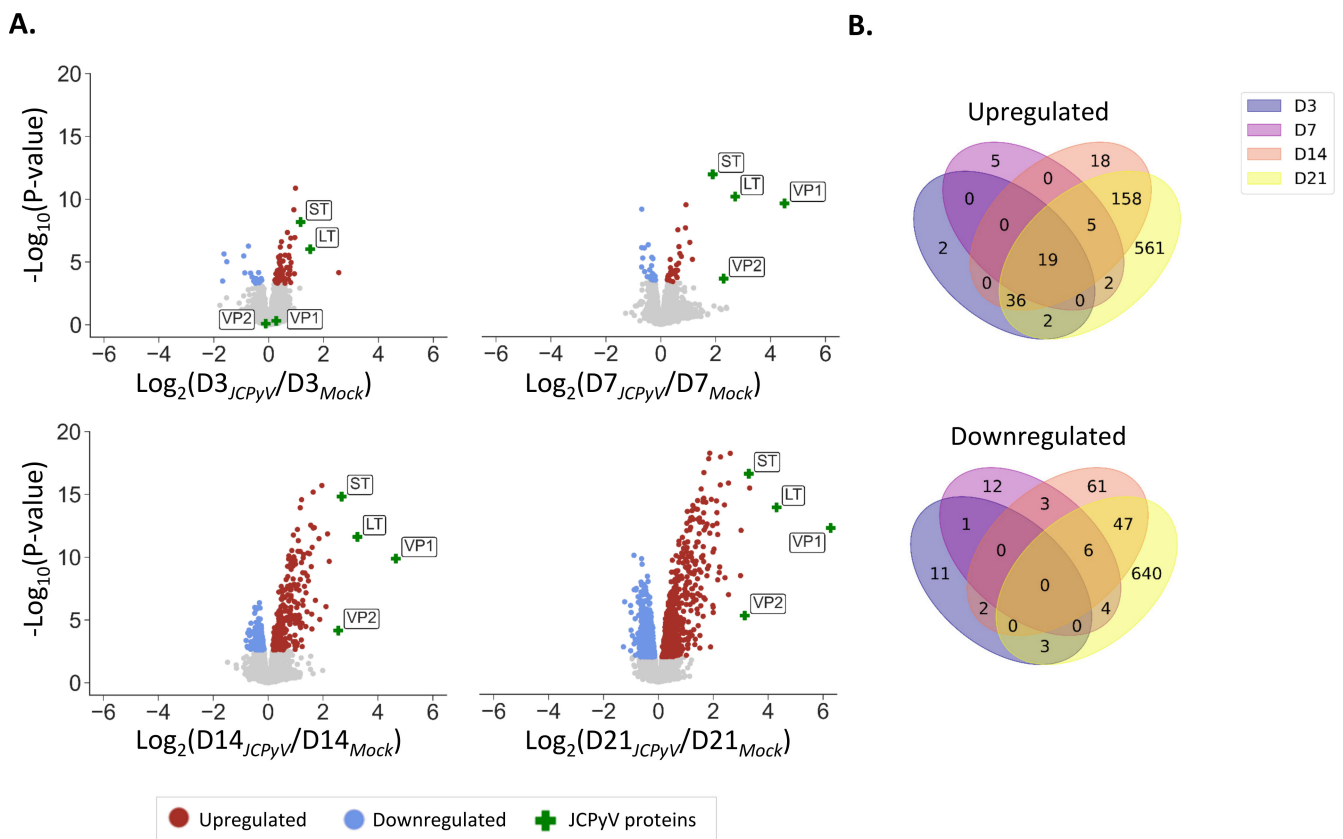 A.
B.
20
15
10
5
0
-Log10(P-value)
ST
LT
VP2
VP1
−6 −4 −2 0 2 4 6
Log2(D3JCPyV/D3Mock)
ST
LT
VP1
VP2
−6 −4 −2 0 2 4 6
Log2(D7JCPyV/D7Mock)
20
15
10
5
0
-Log10(P-value)
ST
LT
VP1
VP2
−6 −4 −2 0 2 4 6
Log2(D14JCPyV/D14Mock)
ST
LT
VP1
VP2
−6 −4 −2 0 2 4 6
Log2(D21JCPyV/D21Mock)
Upregulated Downregulated JCPyV proteins
D3
D7
D14
D21
Upregulated
5 18
0
0 158
0 5
2 19 561
0 2
36 0
2
Downregulated
12 61
3
1 47
0 6
11 0 640
2 4
0 0
3